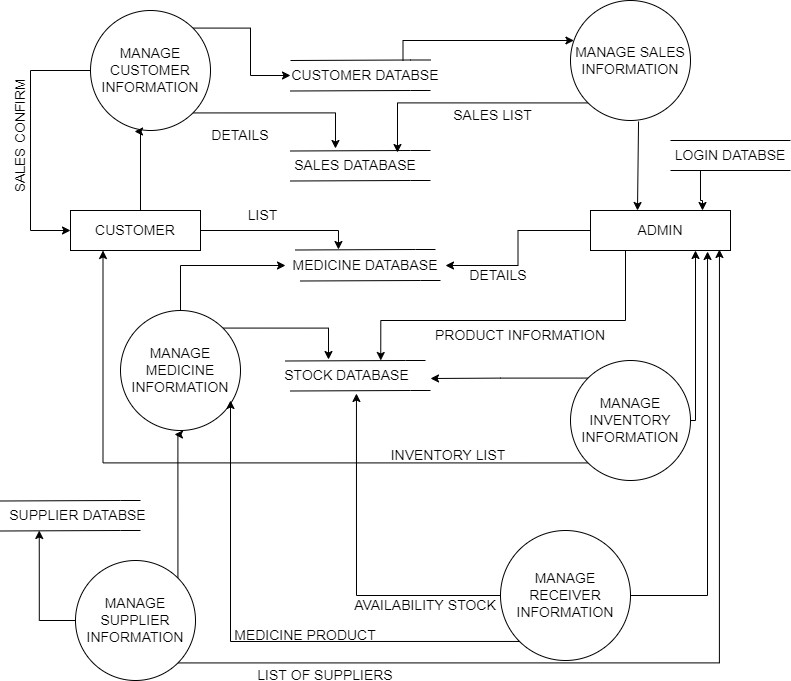 MANAGE
CUSTOMER
INFORMATION
CUSTOMER DATABSE
MANAGE SALES
INFORMATION
SALES CONFIRM
DETAILS
SALES LIST
SALES DATABASE
LOGIN DATABSE
CUSTOMER
LIST
ADMIN
MEDICINE DATABASE
DETAILS
MANAGE
MEDICINE
INFORMATION
PRODUCT INFORMATION
STOCK DATABASE
MANAGE
INVENTORY
INFORMATION
INVENTORY LIST
SUPPLIER DATABSE
MANAGE
SUPPLIER
INFORMATION
MANAGE
RECEIVER
INFORMATION
AVAILABILITY STOCK
MEDICINE PRODUCT
LIST OF SUPPLIERS